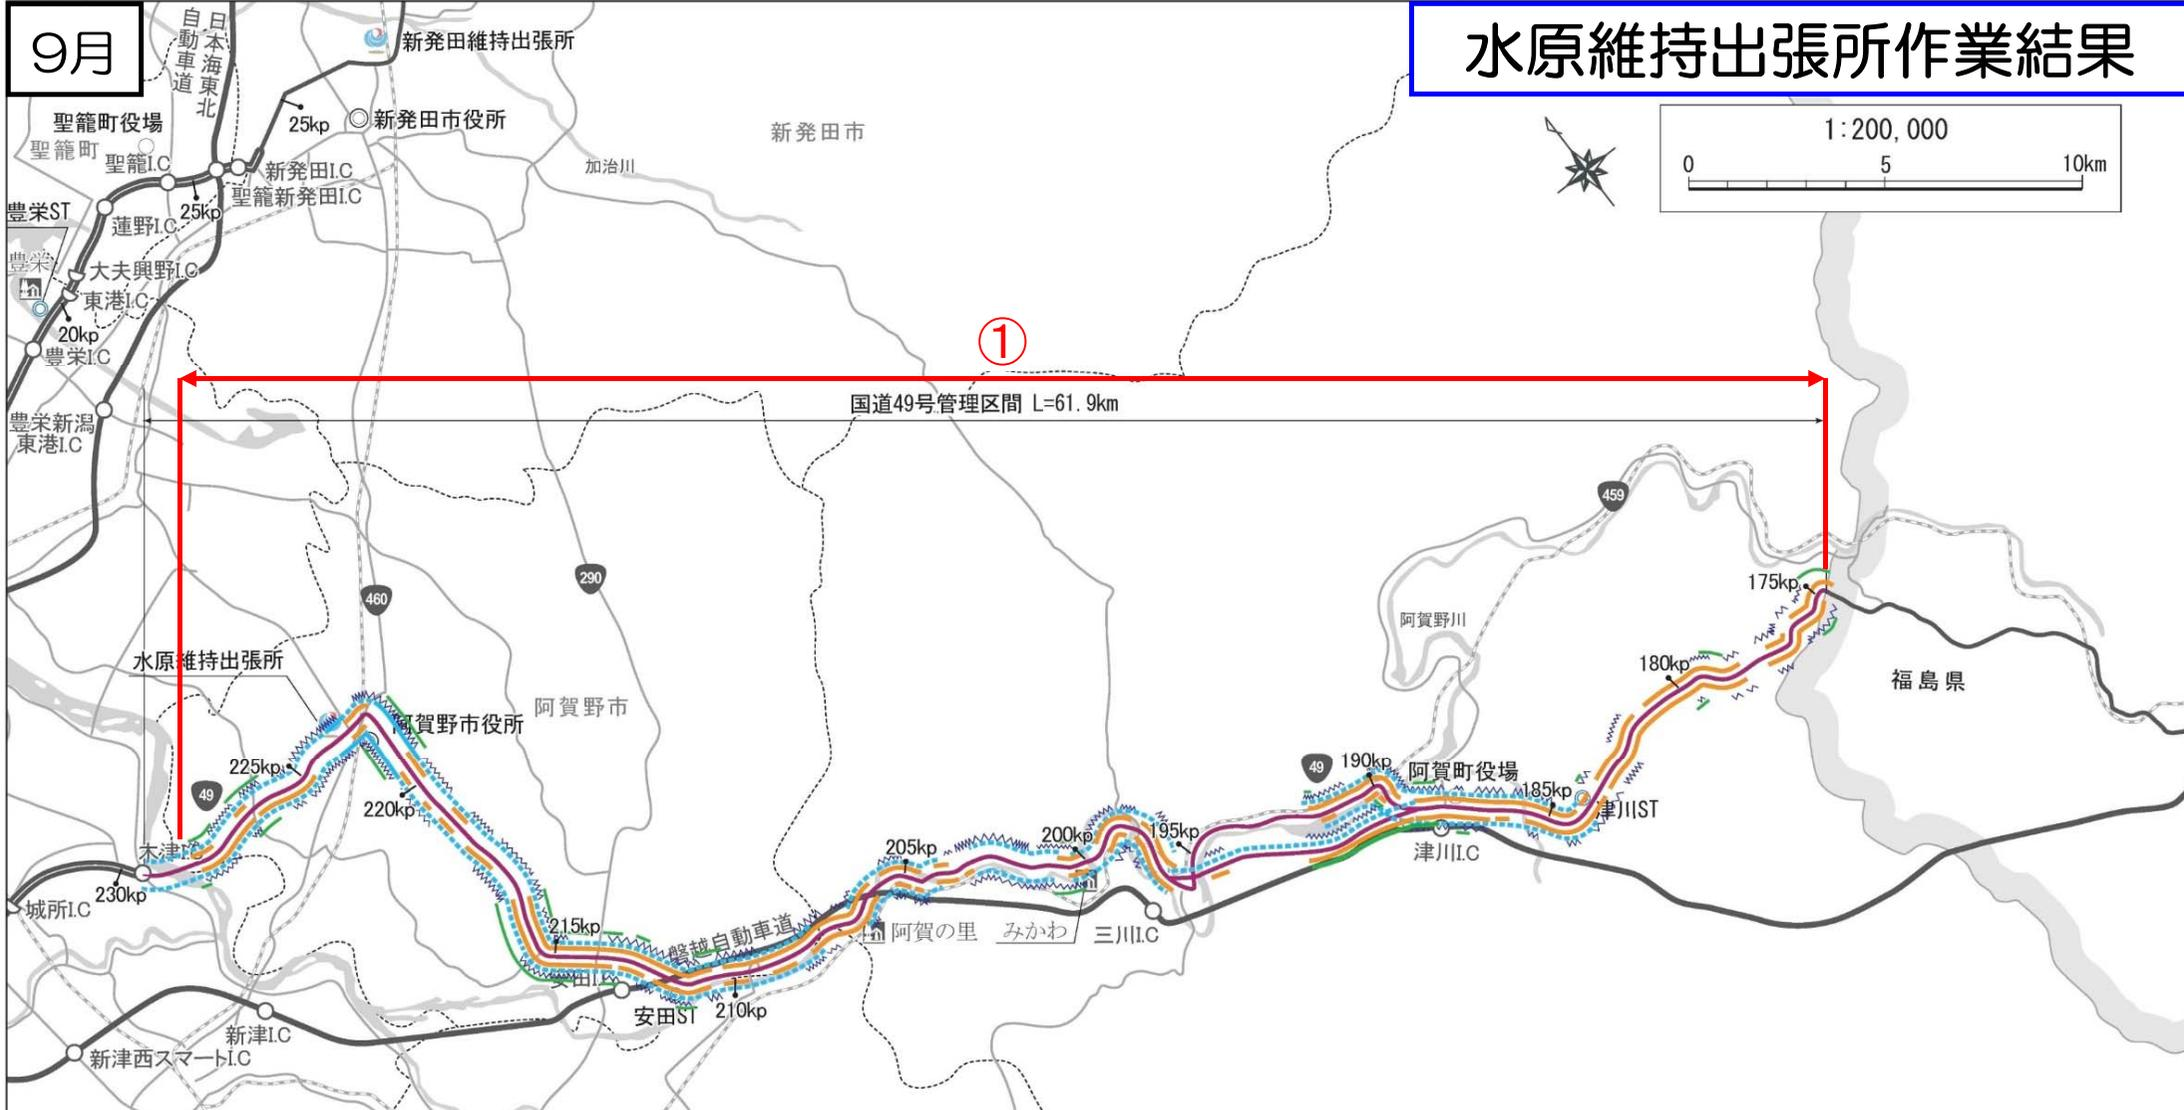 9月
水原維持出張所作業結果
日本海東北
自動車道
新発田維持出張所
25kp
新発田市役所
新発田市
聖籠町役場
聖籠町
聖籠I.C
新発田I.C
聖籠新発田I.C
加治川
1:200,000
0 5 10km
豊栄ST
25kp
蓮野I.C
豊栄
大夫興野I.C
東港I.C
20kp
豊栄I.C
①
国道49号管理区間 L=61.9km
豊栄新潟
東港I.C
459
290
460
175kp
阿賀野川
水原維持出張所
180kp
福島県
阿賀野市
阿賀野市役所
225kp
49
220kp
49
190kp
阿賀町役場
185kp
津川ST
木津I.C
205kp
200kp
195kp
津川I.C
230kp
城所I.C
215kp
磐越自動車道
阿賀の里
みかわ
三川I.C
安田I.C
安田ST
210kp
新津I.C
新津西スマートI.C